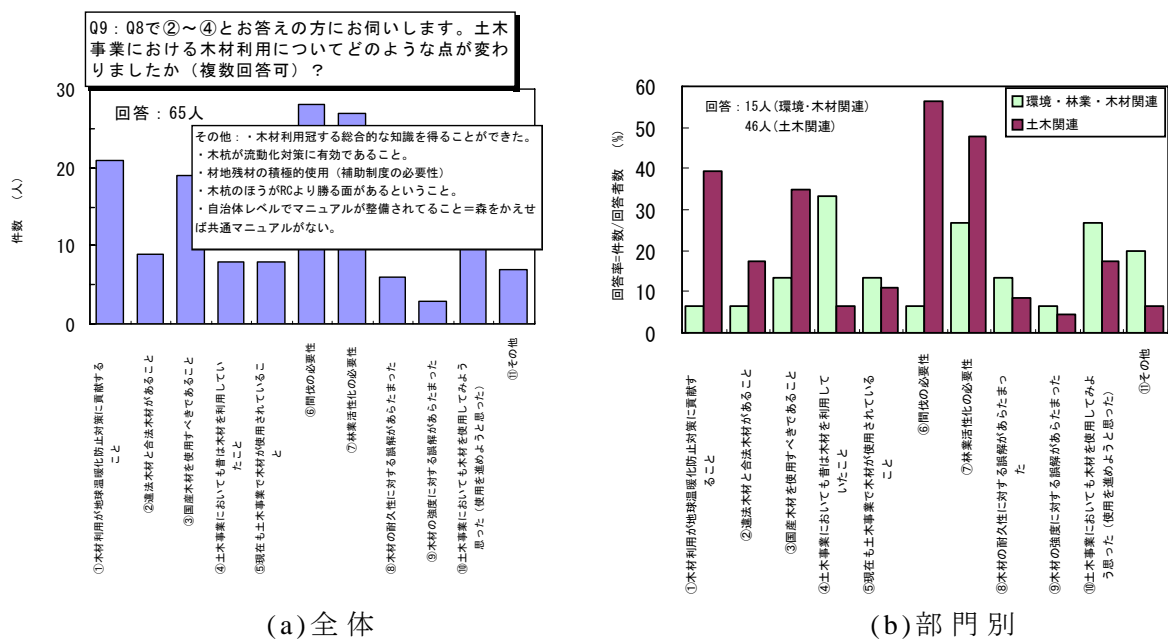 Q9：Q8で②～④とお答えの方にお伺いします。土木
事業における木材利用についてどのような点が変わ
りましたか（複数回答可）？
件数　（人）
30
20
10
0
回答：65人
その他：・木材利用冠する総合的な知識を得ることができた。
・木杭が流動化対策に有効であること。
・材地残材の積極的使用（補助制度の必要性）
・木杭のほうがRCより勝る面があるということ。
・自治体レベルでマニュアルが整備されてること＝森をかえせ
ば共通マニュアルがない。
①木材利用が地球温暖化防止対策に貢献する
こと
②違法木材と合法木材があること
③国産木材を使用すべきであること
④土木事業においても昔は木材を利用してい
たこと
⑤現在も土木事業で木材が使用されているこ
と
⑥間伐の必要性
⑦林業活性化の必要性
⑧木材の耐久性に対する誤解があらたまった
⑨木材の強度に対する誤解があらたまった
⑩土木事業においても木材を使用してみよう
思った（使用を進めようと思った）
⑪その他
(a)全体
回答率=件数/回答者数　（%）
60
50
40
30
20
10
0
回答：15人(環境・木材関連)
46人(土木関連)
環境・林業・木材関連
土木関連
①木材利用が地球温暖化防止対策に貢献す
ること
②違法木材と合法木材があること
③国産木材を使用すべきであること
④土木事業においても昔は木材を利用して
いたこと
⑤現在も土木事業で木材が使用されている
こと
⑥間伐の必要性
⑦林業活性化の必要性
⑧木材の耐久性に対する誤解があらたまっ
た
⑨木材の強度に対する誤解があらたまった
⑩土木事業においても木材を使用してみよ
う思った（使用を進めようと思った）
⑪その他
(b)部門別